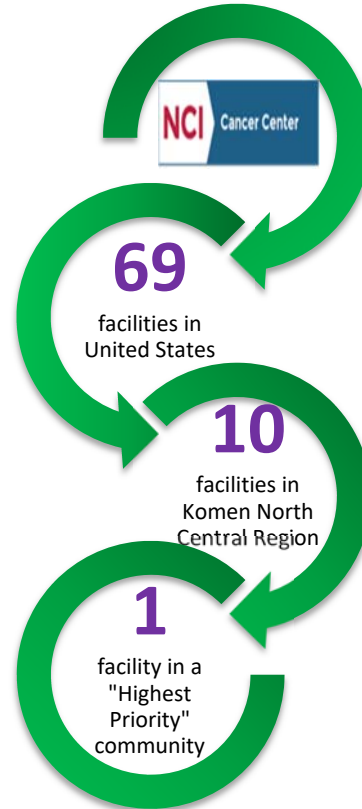 NCI Cancer Center
69
facilities in
United States
10
facilities in
Komen North
Central Region
1
facility in a
"Highest
Priority"
community